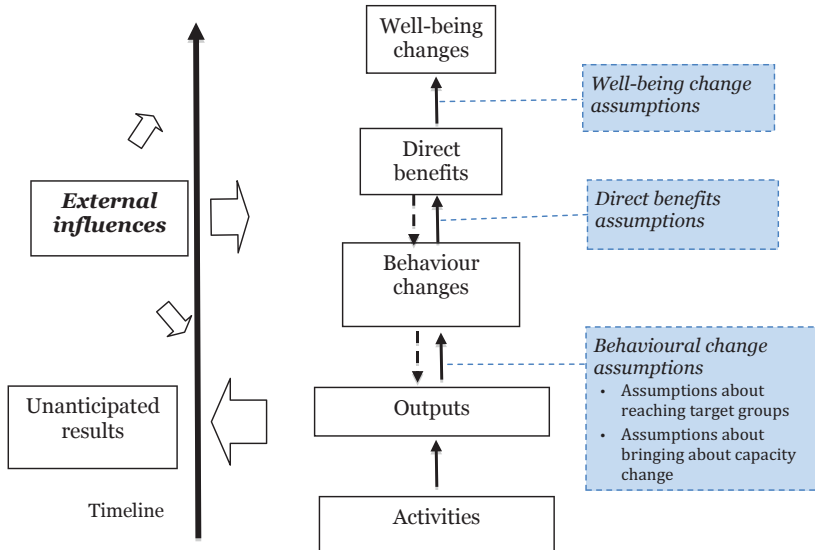 Well-being
changes
Well-being change
assumptions
Direct
benefits
External
influences
Direct benefits
assumptions
Behaviour
changes
Behavioural change
assumptions
• Assumptions about
reaching target groups
• Assumptions about
bringing about capacity
change
Unanticipated
results
Outputs
Timeline
Activities